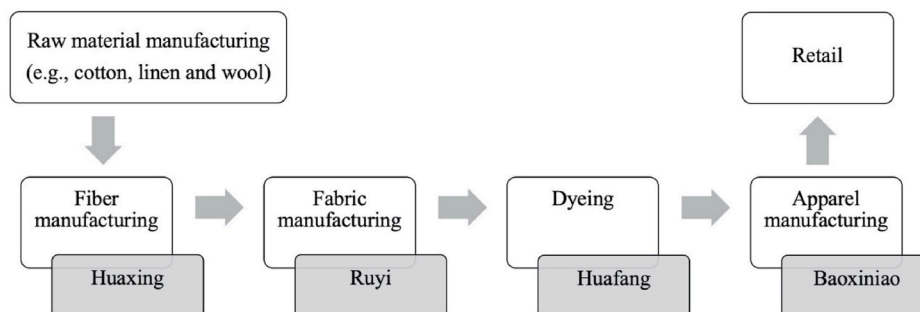 Raw material manufacturing
(e.g., cotton, linen and wool)
Retail
Fiber
manufacturing
Huaxing
Fabric
manufacturing
Ruyi
Dyeing
Huafang
Apparel
manufacturing
Baoxiniao